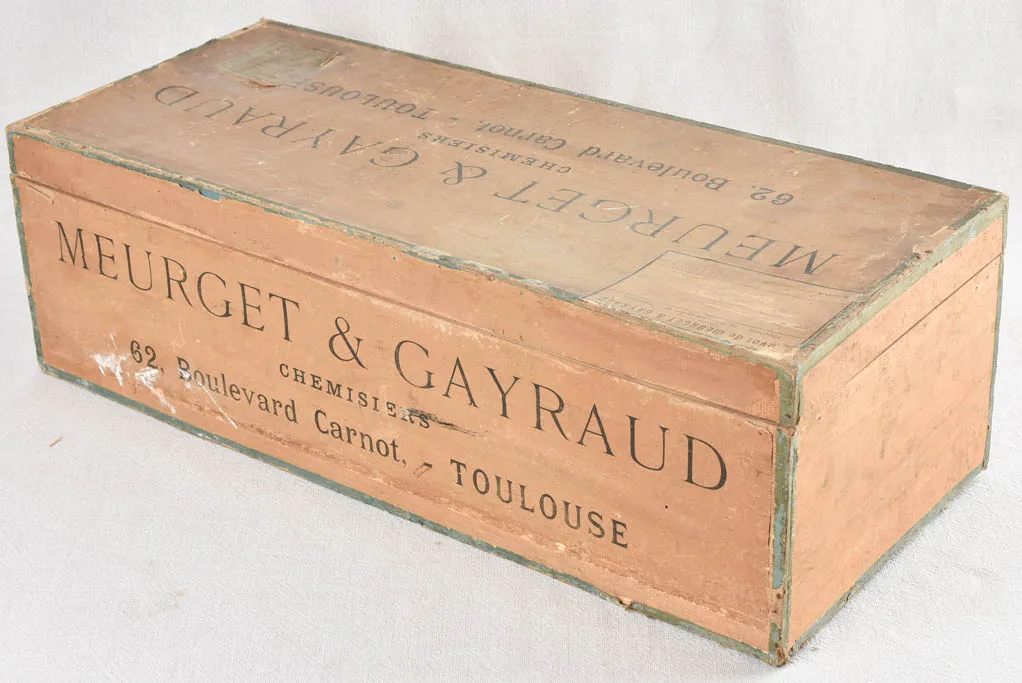 MEURGET & GAYRAUD
CHEMISIERS
62, Boulevard Carnot. - TOULOUSE
MEURGET & GAYRAUD
CHEMISIERS
62, Boulevard Carnot. - TOULOUSE